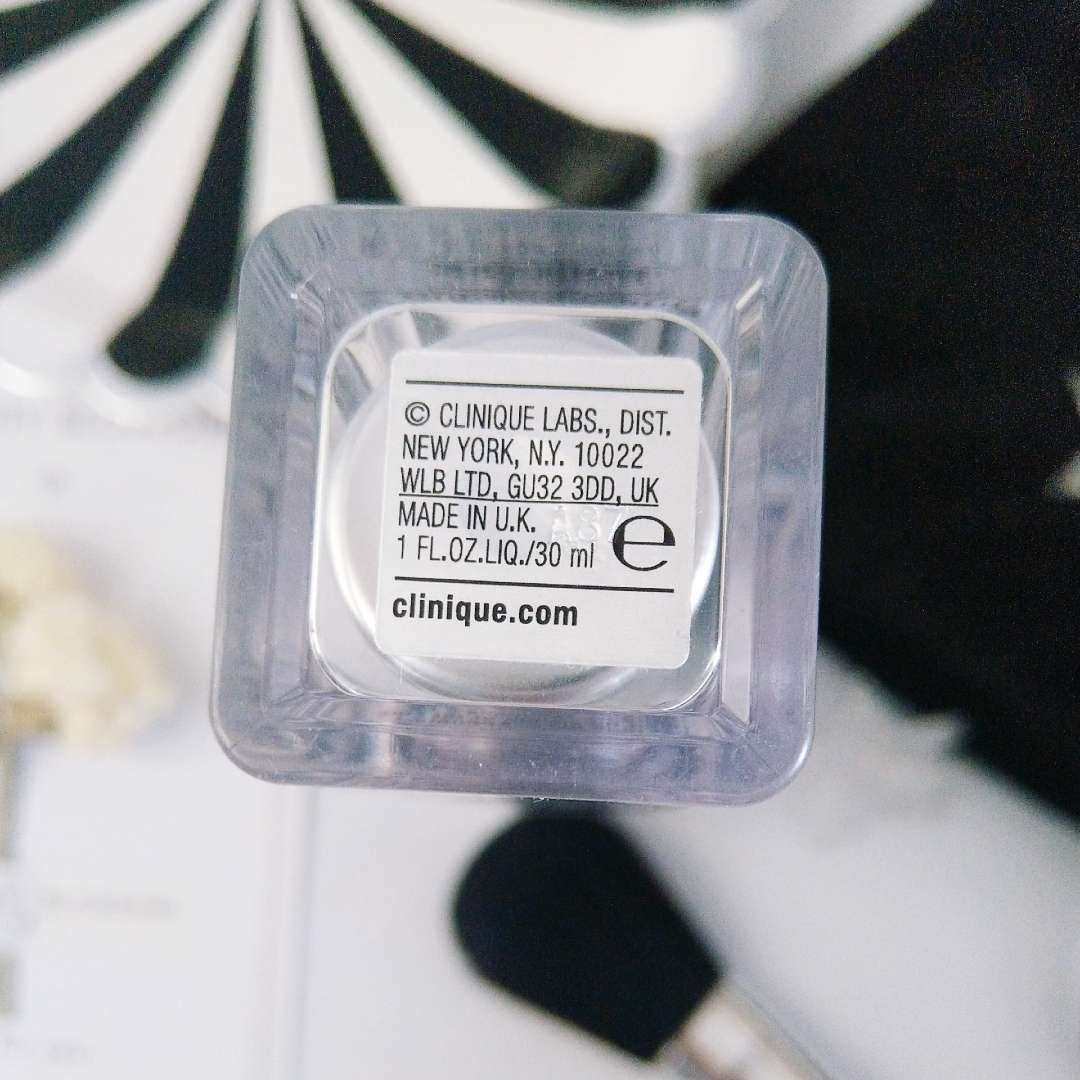 © CLINIQUE LABS., DIST.
NEW YORK, N.Y. 10022
WLB LTD, GU32 3DD, UK
MADE IN U.K.
1 FL.OZ.LIQ./30 ml e
clinique.com